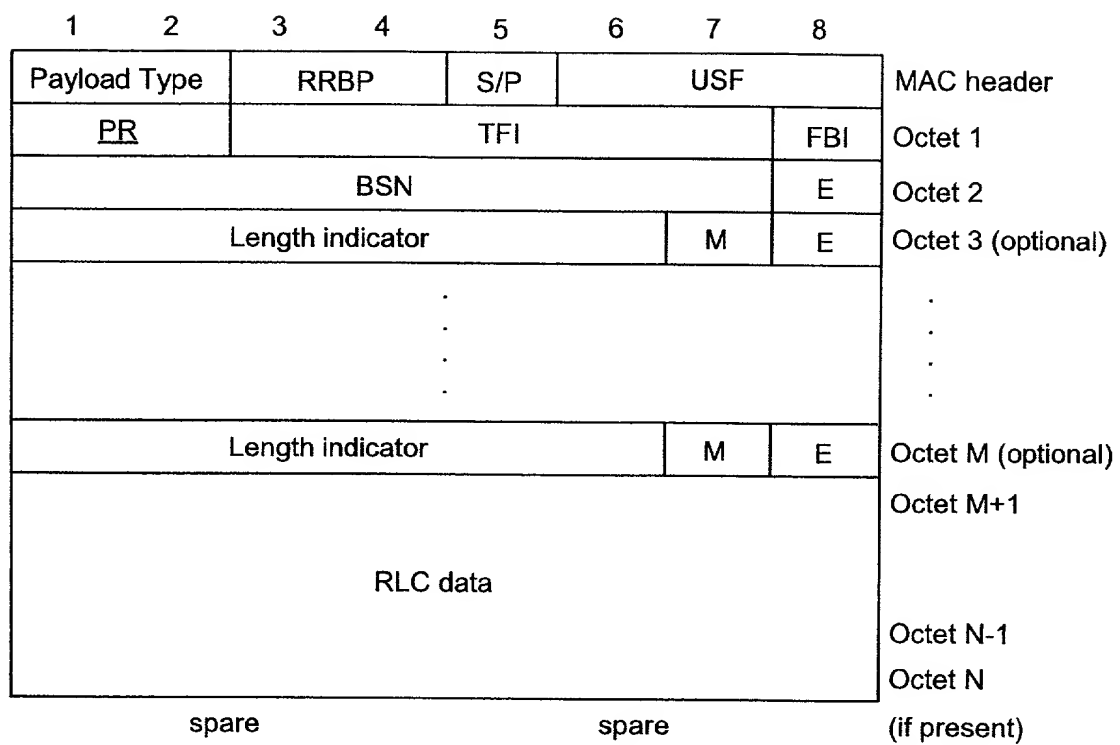 1 2 3 4 5 6 7 8
Payload Type RRBP S/P USF MAC header
PR TFI FBI Octet 1
BSN E Octet 2
Length indicator M E Octet 3 (optional)
Length indicator M E Octet M (optional)
Octet M+1
RLC data
Octet N-1
Octet N
spare spare (if present)